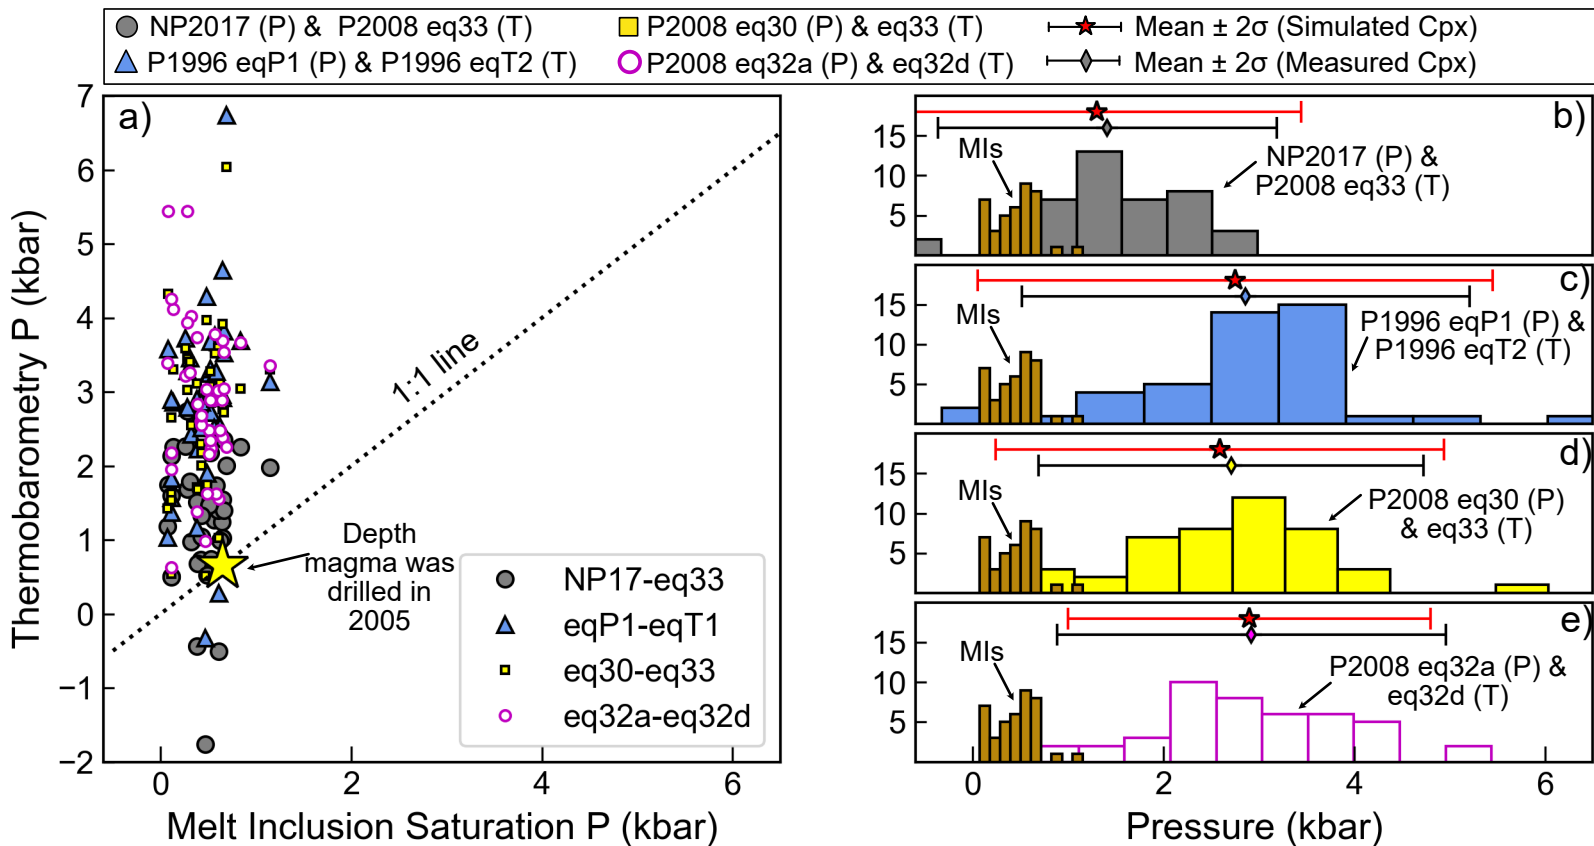 NP2017 (P) & P2008 eq33 (T)
P2008 eq30 (P) & eq33 (T)
Mean ± 2σ (Simulated Cpx)
P1996 eqP1 (P) & P1996 eqT2 (T)
P2008 eq32a (P) & eq32d (T)
Mean ± 2σ (Measured Cpx)
a)
7
6
5
4
3
2
1
0
−1
−2
Thermobarometry P (kbar)
1:1 line
Depth
magma was
drilled in
2005
NP17-eq33
eqP1-eqT1
eq30-eq33
eq32a-eq32d
0
2
4
6
Melt Inclusion Saturation P (kbar)
b)
15
10
5
MIs
NP2017 (P) &
P2008 eq33 (T)
c)
15
10
5
MIs
P1996 eqP1 (P) &
P1996 eqT2 (T)
d)
15
10
5
MIs
P2008 eq30 (P)
& eq33 (T)
e)
15
10
5
MIs
P2008 eq32a (P) &
eq32d (T)
0
2
4
6
Pressure (kbar)